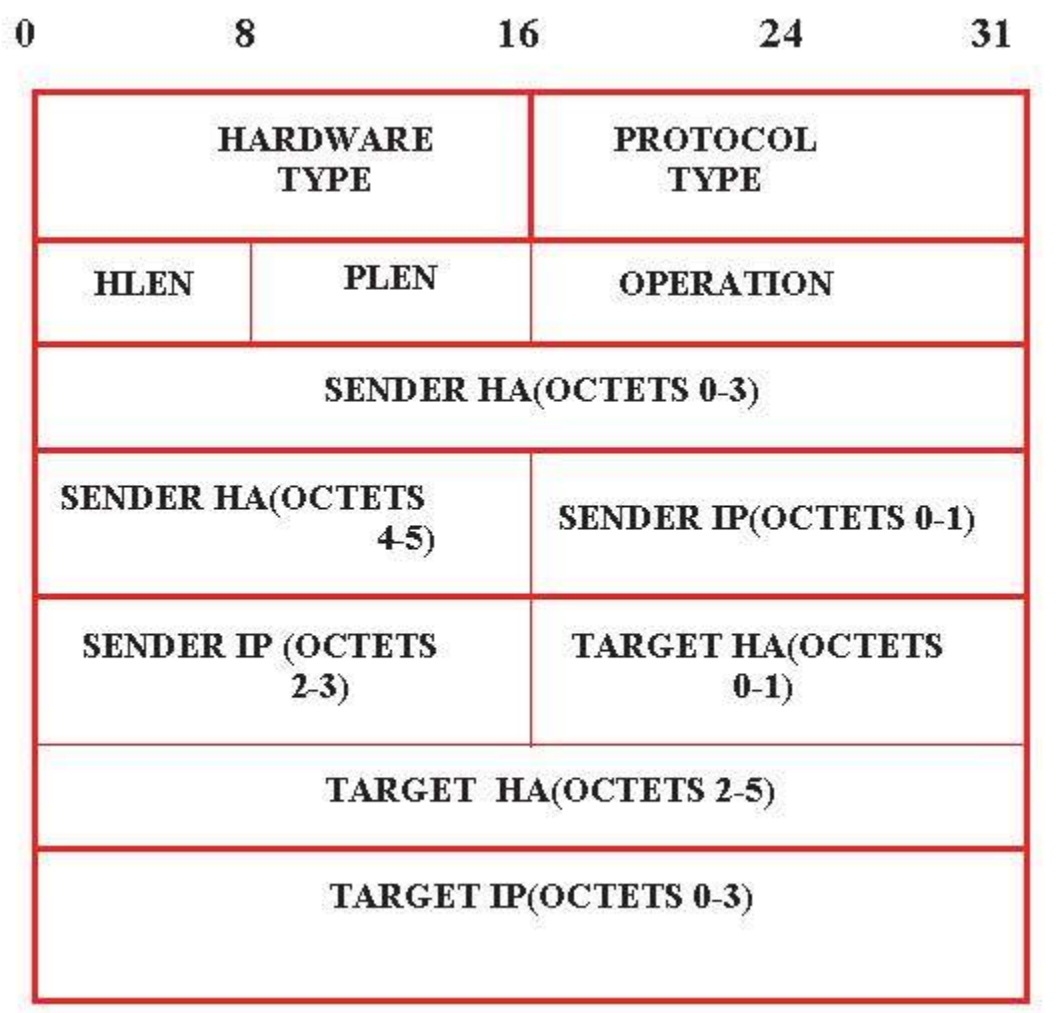 0 8 16 24 31
HARDWARE
TYPE
PROTOCOL
TYPE
HLEN
PLEN
OPERATION
SENDER HA(OCTETS 0-3)
SENDER HA(OCTETS
4-5)
SENDER IP(OCTETS 0-1)
SENDER IP (OCTETS
2-3)
TARGET HA(OCTETS
0-1)
TARGET HA(OCTETS 2-5)
TARGET IP(OCTETS 0-3)